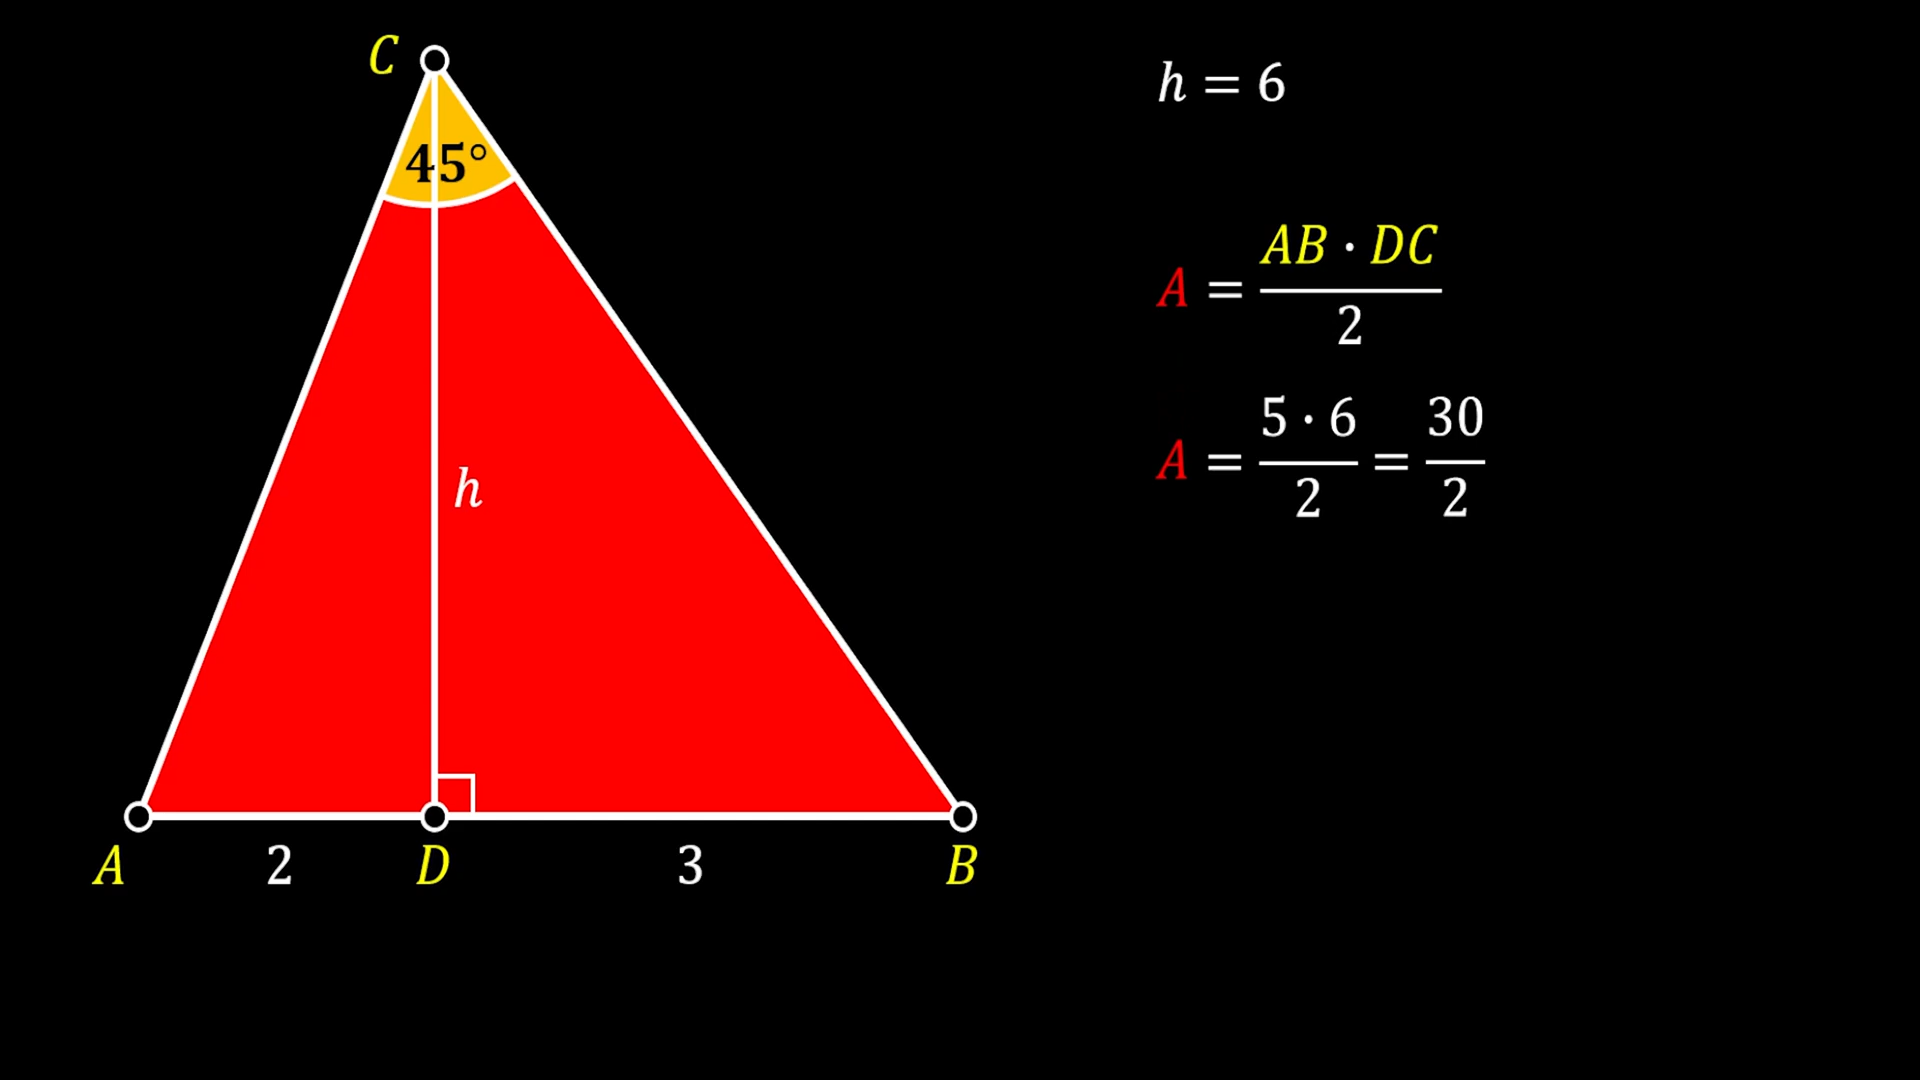 C
45°
h
A 2 D 3 B
h = 6
A = AB · DC / 2
A = 5 · 6 / 2 = 30 / 2